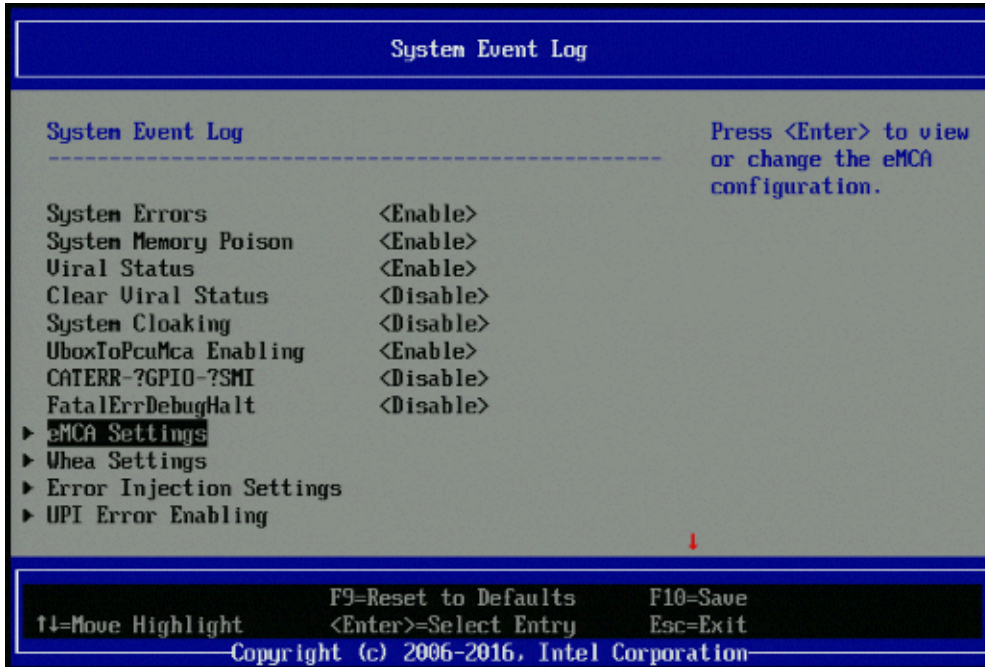 System Event Log
System Event Log
Press <Enter> to view
or change the eMCA
configuration.
System Errors <Enable>
System Memory Poison <Enable>
Viral Status <Enable>
Clear Viral Status <Disable>
System Cloaking <Disable>
UboxToPcuMca Enabling <Enable>
CATERR-?GPIO-?SMI <Disable>
FatalErrDebugHalt <Disable>
▶ eMCA Settings
▶ Whea Settings
▶ Error Injection Settings
▶ UPI Error Enabling
↓
F9=Reset to Defaults F10=Save
↑↓=Move Highlight <Enter>=Select Entry Esc=Exit
Copyright (c) 2006-2016, Intel Corporation